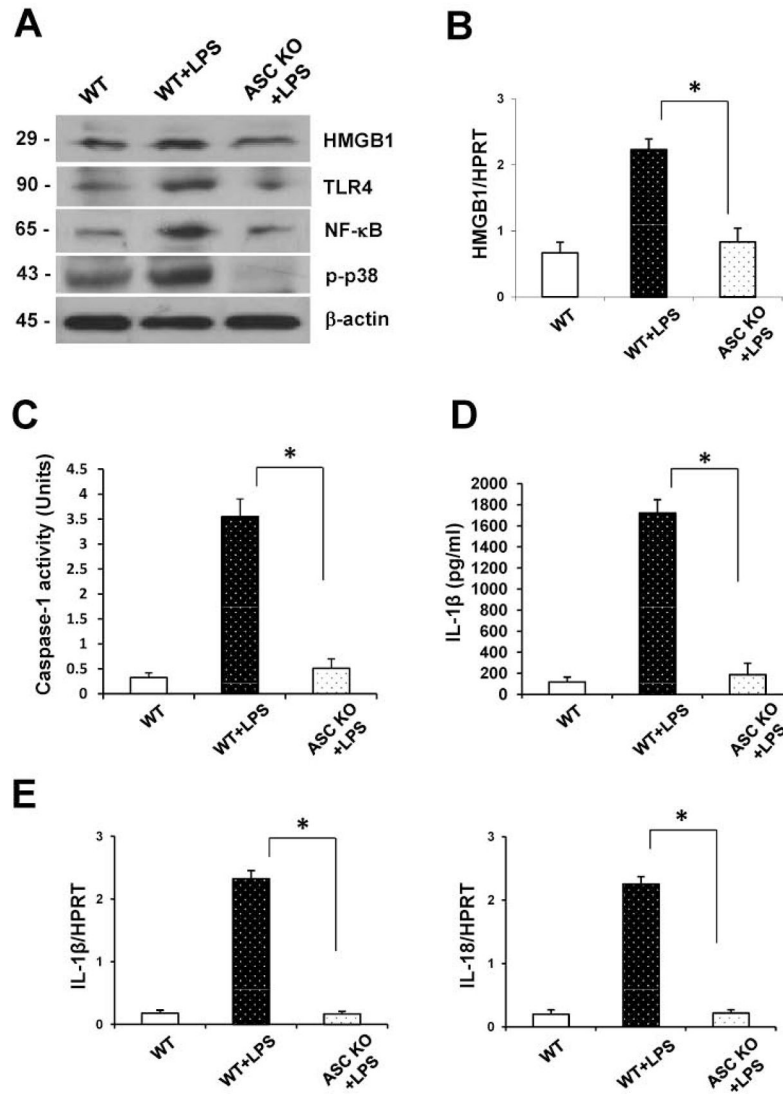 A
WT
WT+LPS
ASC KO
+LPS
29 -
HMGB1
90 -
TLR4
65 -
NF-κB
43 -
p-p38
45 -
β-actin
B
HMGB1/HPRT
3
2
1
0
*
WT
WT+LPS
ASC KO
+LPS
C
Caspase-1 activity (Units)
4.5
4
3.5
3
2.5
2
1.5
1
0.5
0
*
WT
WT+LPS
ASC KO
+LPS
D
IL-1β (pg/ml)
2000
1800
1600
1400
1200
1000
800
600
400
200
0
*
WT
WT+LPS
ASC KO
+LPS
E
IL-1β/HPRT
3
2
1
0
*
WT
WT+LPS
ASC KO
+LPS
IL-18/HPRT
3
2
1
0
*
WT
WT+LPS
ASC KO
+LPS